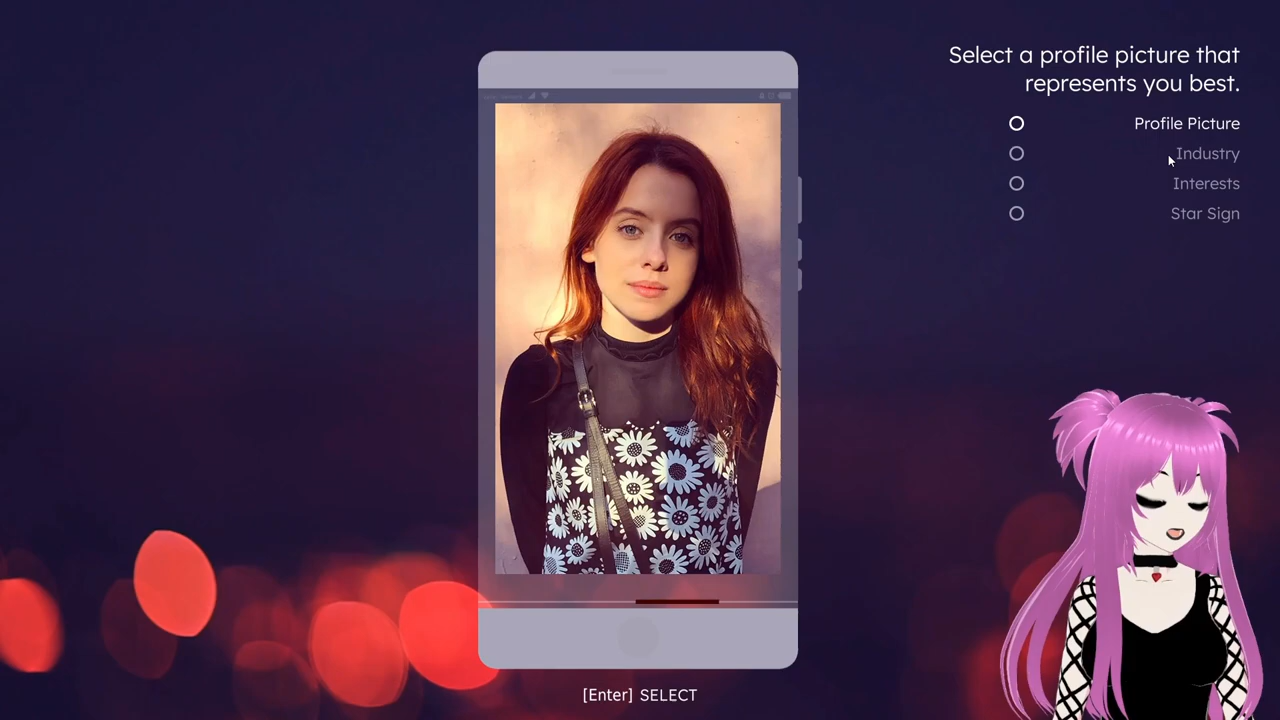 Select a profile picture that
represents you best.
Profile Picture
Industry
Interests
Star Sign
[Enter] SELECT